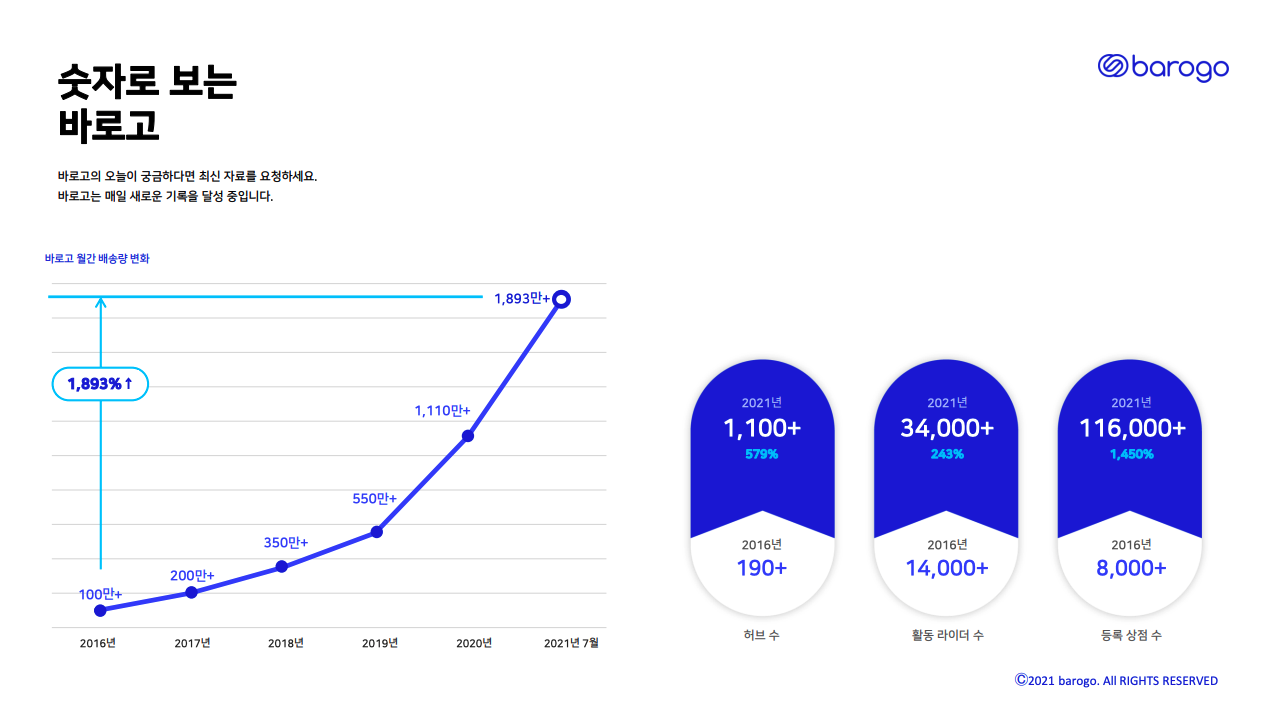 숫자로 보는
바로고
barogo
바로고의 오늘이 궁금하다면 최신 자료를 요청하세요.
바로고는 매일 새로운 기록을 달성 중입니다.
바로고 월간 배송량 변화
1,893만+
1,893%↑
1,110만+
550만+
350만+
200만+
100만+
2016년
2017년
2018년
2019년
2020년
2021년 7월
2021년
1,100+
579%
2016년
190+
허브 수
2021년
34,000+
243%
2016년
14,000+
활동 라이더 수
2021년
116,000+
1,450%
2016년
8,000+
등록 상점 수
Ⓒ2021 barogo. All RIGHTS RESERVED